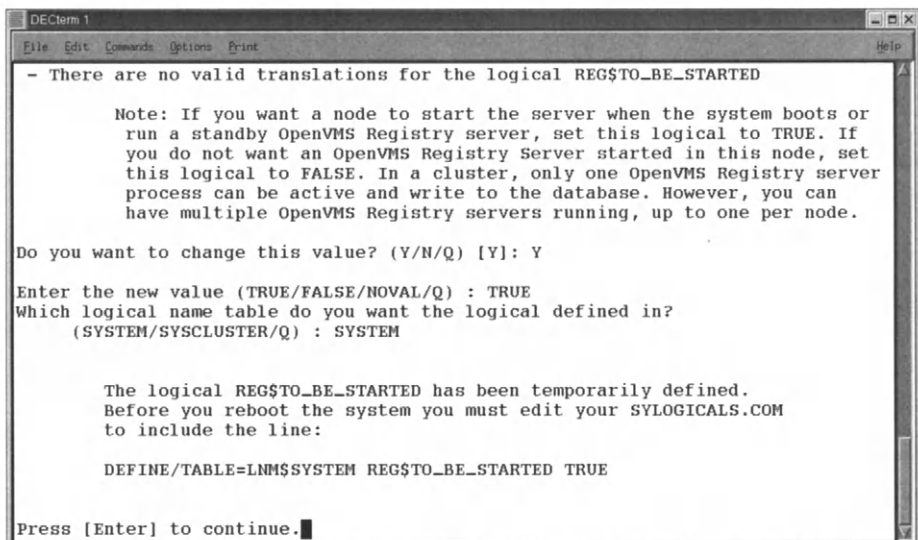 DECterm 1
File Edit Commands Options Print Help
- There are no valid translations for the logical REG$TO_BE_STARTED
Note: If you want a node to start the server when the system boots or
run a standby OpenVMS Registry server, set this logical to TRUE. If
you do not want an OpenVMS Registry Server started in this node, set
this logical to FALSE. In a cluster, only one OpenVMS Registry server
process can be active and write to the database. However, you can
have multiple OpenVMS Registry servers running, up to one per node.
Do you want to change this value? (Y/N/Q) [Y]: Y
Enter the new value (TRUE/FALSE/NOVAL/Q) : TRUE
Which logical name table do you want the logical defined in?
(SYSTEM/SYSCLUSTER/Q) : SYSTEM
The logical REG$TO_BE_STARTED has been temporarily defined.
Before you reboot the system you must edit your SYLOGICALS.COM
to include the line:
DEFINE/TABLE=LNM$SYSTEM REG$TO_BE_STARTED TRUE
Press [Enter] to continue.